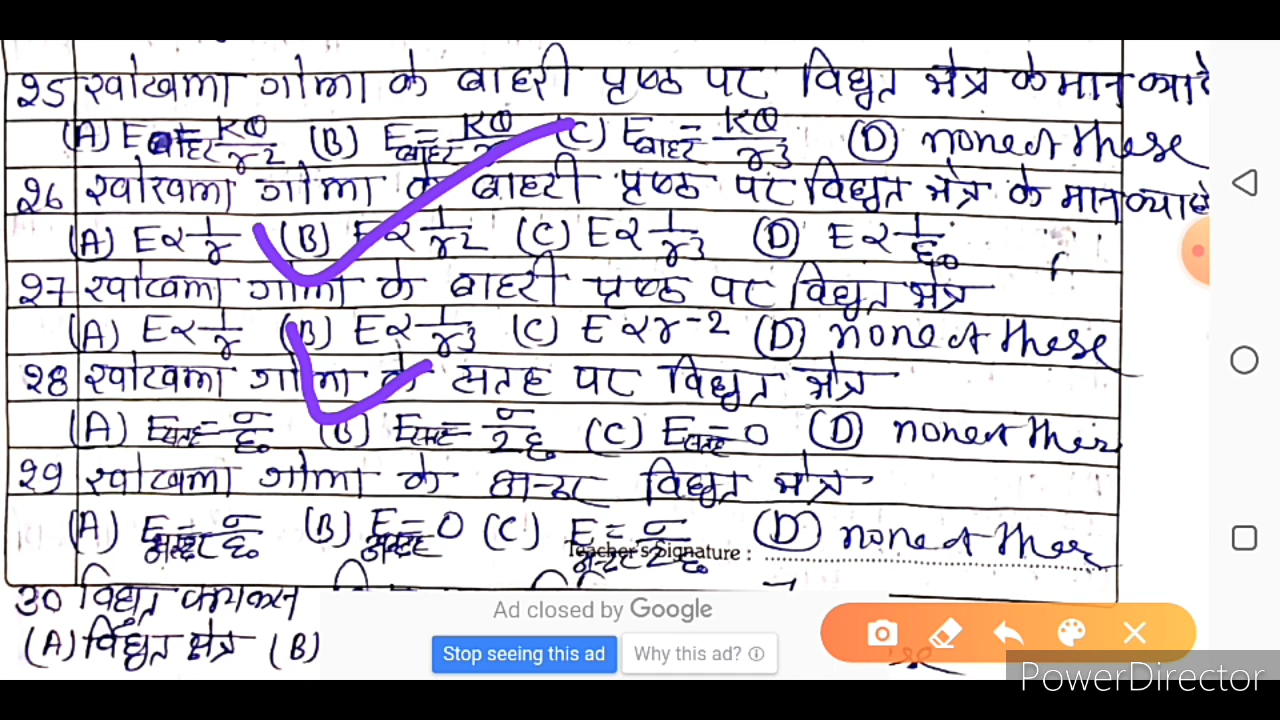 25 खोखला गोला के बाहरी पृष्ठ पर विद्युत क्षेत्र के मान क्या है
(A) E बाहर = KQ/r2 (B) E बाहर = KQ/r (C) E बाहर = KQ/r3 (D) none of these
26 खोखला गोला के बाहरी पृष्ठ पर विद्युत क्षेत्र के मान क्या है
(A) E ∝ 1/r (B) E ∝ 1/r2 (C) E ∝ 1/r3 (D) E ∝ 1/ε0
27 खोखला गोला के बाहरी पृष्ठ पर विद्युत क्षेत्र
(A) E ∝ 1/r (B) E ∝ 1/r3 (C) E ∝ r-2 (D) none of these
28 खोखला गोला के सतह पर विद्युत क्षेत्र
(A) E सतह = σ/ε0 (B) E सतह = σ/2ε0 (C) E सतह = 0 (D) none of
29 खोखला गोला के अन्दर विद्युत क्षेत्र
(A) E अन्दर = σ/ε0 (B) E अन्दर = 0 (C) E अन्दर = σ/2ε0 (D) none of
Teacher's Signature :
30 विद्युत
(A) विद्युत क्षेत्र (B)
Ad closed by Google
Stop seeing this ad
Why this ad?
PowerDirector